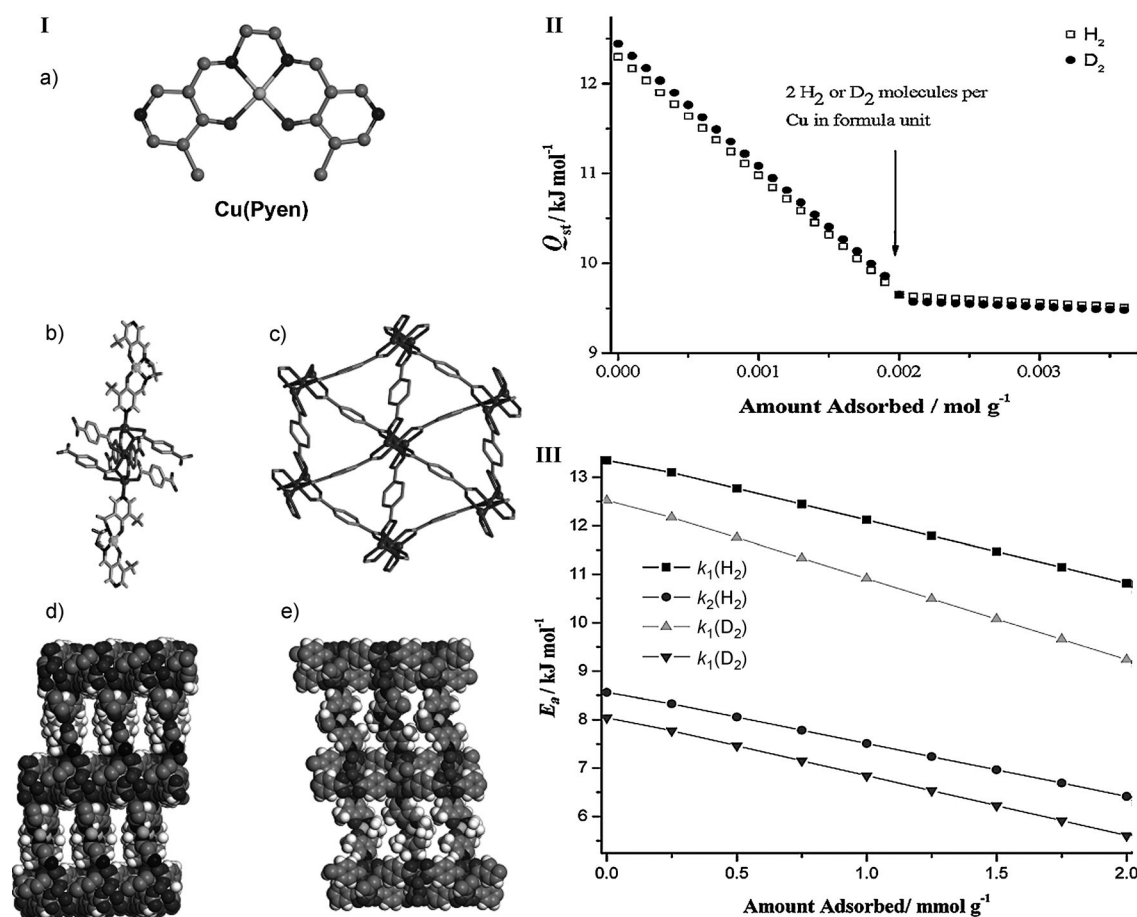 I
a)
Cu(Pyen)
b)
c)
d)
e)
II
H2
D2
2 H2 or D2 molecules per
Cu in formula unit
12
11
10
9
Qst / kJ mol-1
0.000 0.001 0.002 0.003
Amount Adsorbed / mol g-1
III
13
12
11
10
9
8
7
6
Ea / kJ mol-1
k1(H2)
k2(H2)
k1(D2)
k1(D2)
0.0 0.5 1.0 1.5 2.0
Amount Adsorbed/ mmol g-1